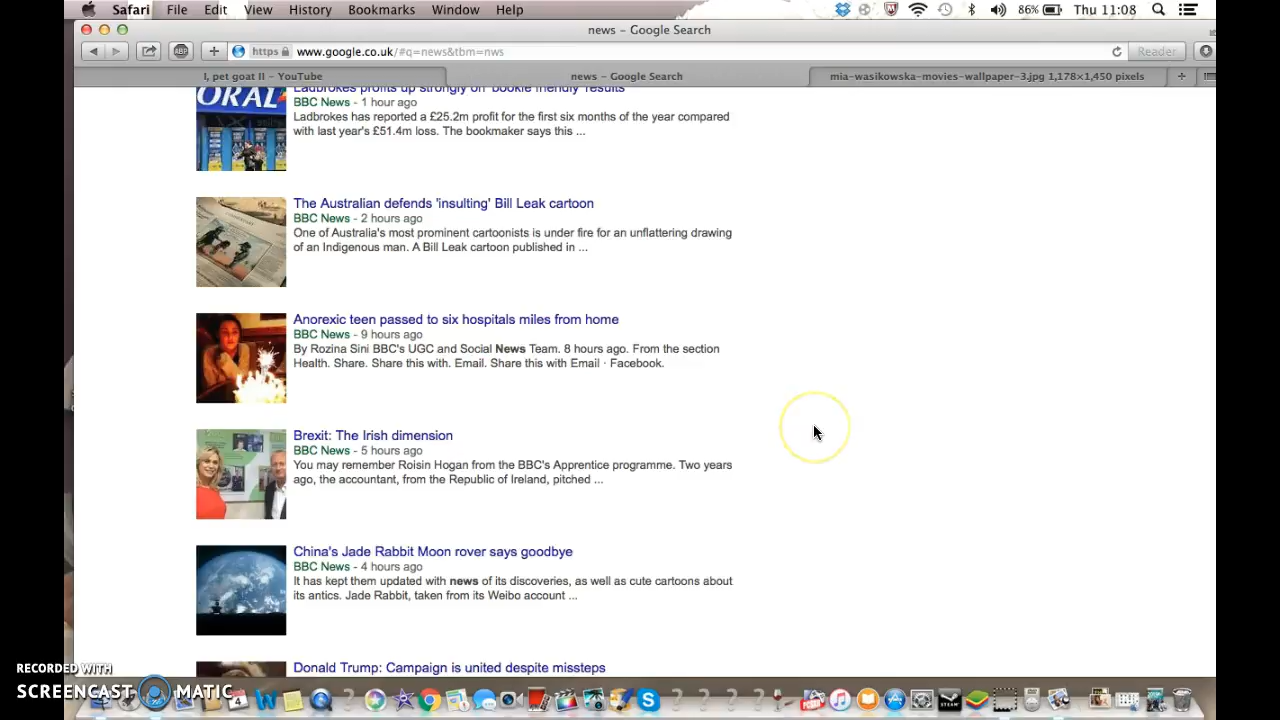 Safari File Edit View History Bookmarks Window Help 86% Thu 11:08
news – Google Search
https www.google.co.uk/#q=news&tbm=nws Reader
I, pet goat II – YouTube news – Google Search mia-wasikowska-movies-wallpaper-3.jpg 1,178×1,450 pixels
Ladbrokes profits up strongly on 'bookie friendly' results
ORAL
BBC News - 1 hour ago
Ladbrokes has reported a £25.2m profit for the first six months of the year compared
with last year's £51.4m loss. The bookmaker says this ...
The Australian defends 'insulting' Bill Leak cartoon
BBC News - 2 hours ago
One of Australia's most prominent cartoonists is under fire for an unflattering drawing
of an Indigenous man. A Bill Leak cartoon published in ...
Anorexic teen passed to six hospitals miles from home
BBC News - 9 hours ago
By Rozina Sini BBC's UGC and Social News Team. 8 hours ago. From the section
Health. Share. Share this with. Email. Share this with Email · Facebook.
Brexit: The Irish dimension
BBC News - 5 hours ago
You may remember Roisin Hogan from the BBC's Apprentice programme. Two years
ago, the accountant, from the Republic of Ireland, pitched ...
China's Jade Rabbit Moon rover says goodbye
BBC News - 4 hours ago
It has kept them updated with news of its discoveries, as well as cute cartoons about
its antics. Jade Rabbit, taken from its Weibo account ...
Donald Trump: Campaign is united despite missteps
RECORDED WITH
SCREENCAST MATIC